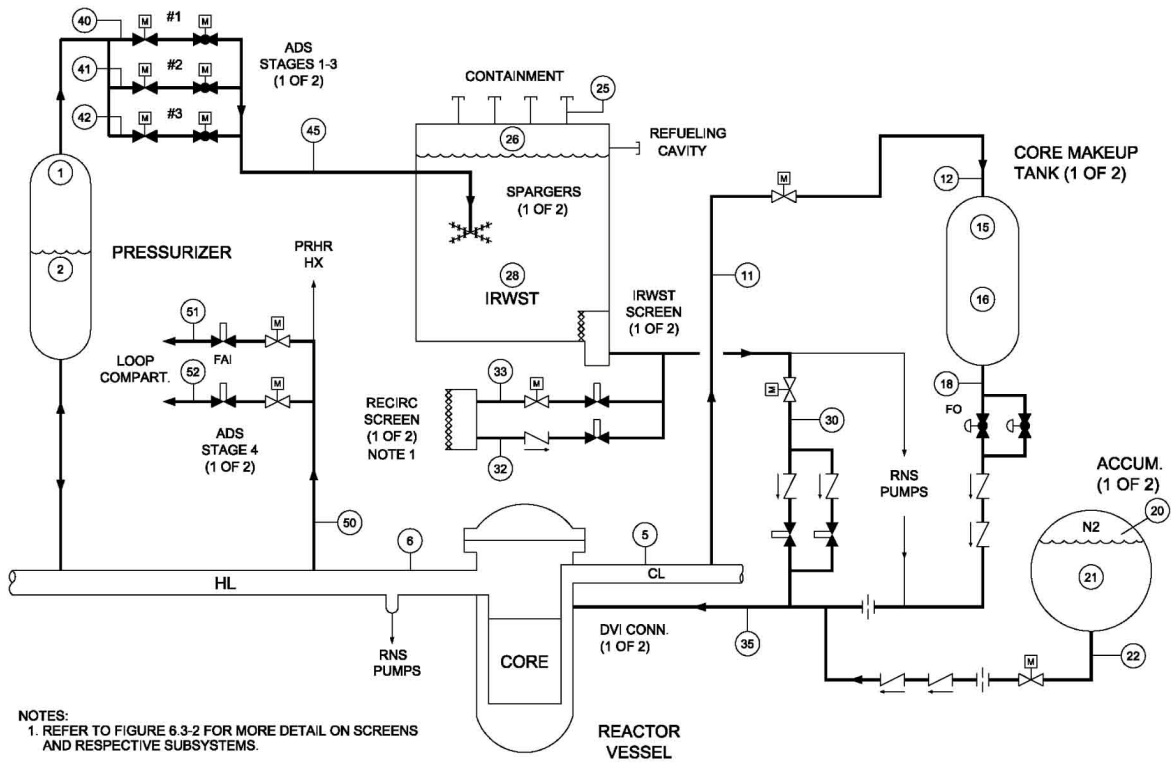 40
M
#1
M
41
M
#2
M
42
M
#3
M
ADS
STAGES 1-3
(1 OF 2)
CONTAINMENT
25
26
REFUELING
CAVITY
45
1
2
PRESSURIZER
SPARGERS
(1 OF 2)
28
IRWST
IRWST
SCREEN
(1 OF 2)
M
11
12
CORE MAKEUP
TANK (1 OF 2)
15
16
18
FO
PRHR
HX
51
FAI
M
LOOP
COMPART.
52
M
ADS
STAGE 4
(1 OF 2)
50
RECIRC
SCREEN
(1 OF 2)
NOTE 1
33
M
32
M
30
RNS
PUMPS
ACCUM.
(1 OF 2)
20
N2
21
22
M
6
HL
RNS
PUMPS
5
CL
CORE
DVI CONN.
(1 OF 2)
35
REACTOR
VESSEL
NOTES:
1. REFER TO FIGURE 6.3-2 FOR MORE DETAIL ON SCREENS
AND RESPECTIVE SUBSYSTEMS.